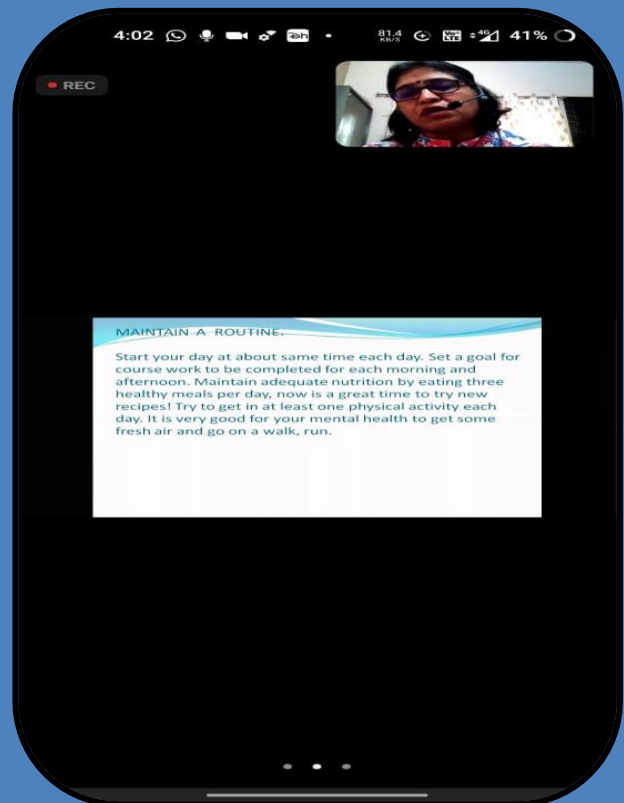 4:02 81.4 KB/S Vo LTE 4G 41%
REC
MAINTAIN A ROUTINE.
Start your day at about same time each day. Set a goal for
course work to be completed for each morning and
afternoon. Maintain adequate nutrition by eating three
healthy meals per day, now is a great time to try new
recipes! Try to get in at least one physical activity each
day. It is very good for your mental health to get some
fresh air and go on a walk, run.